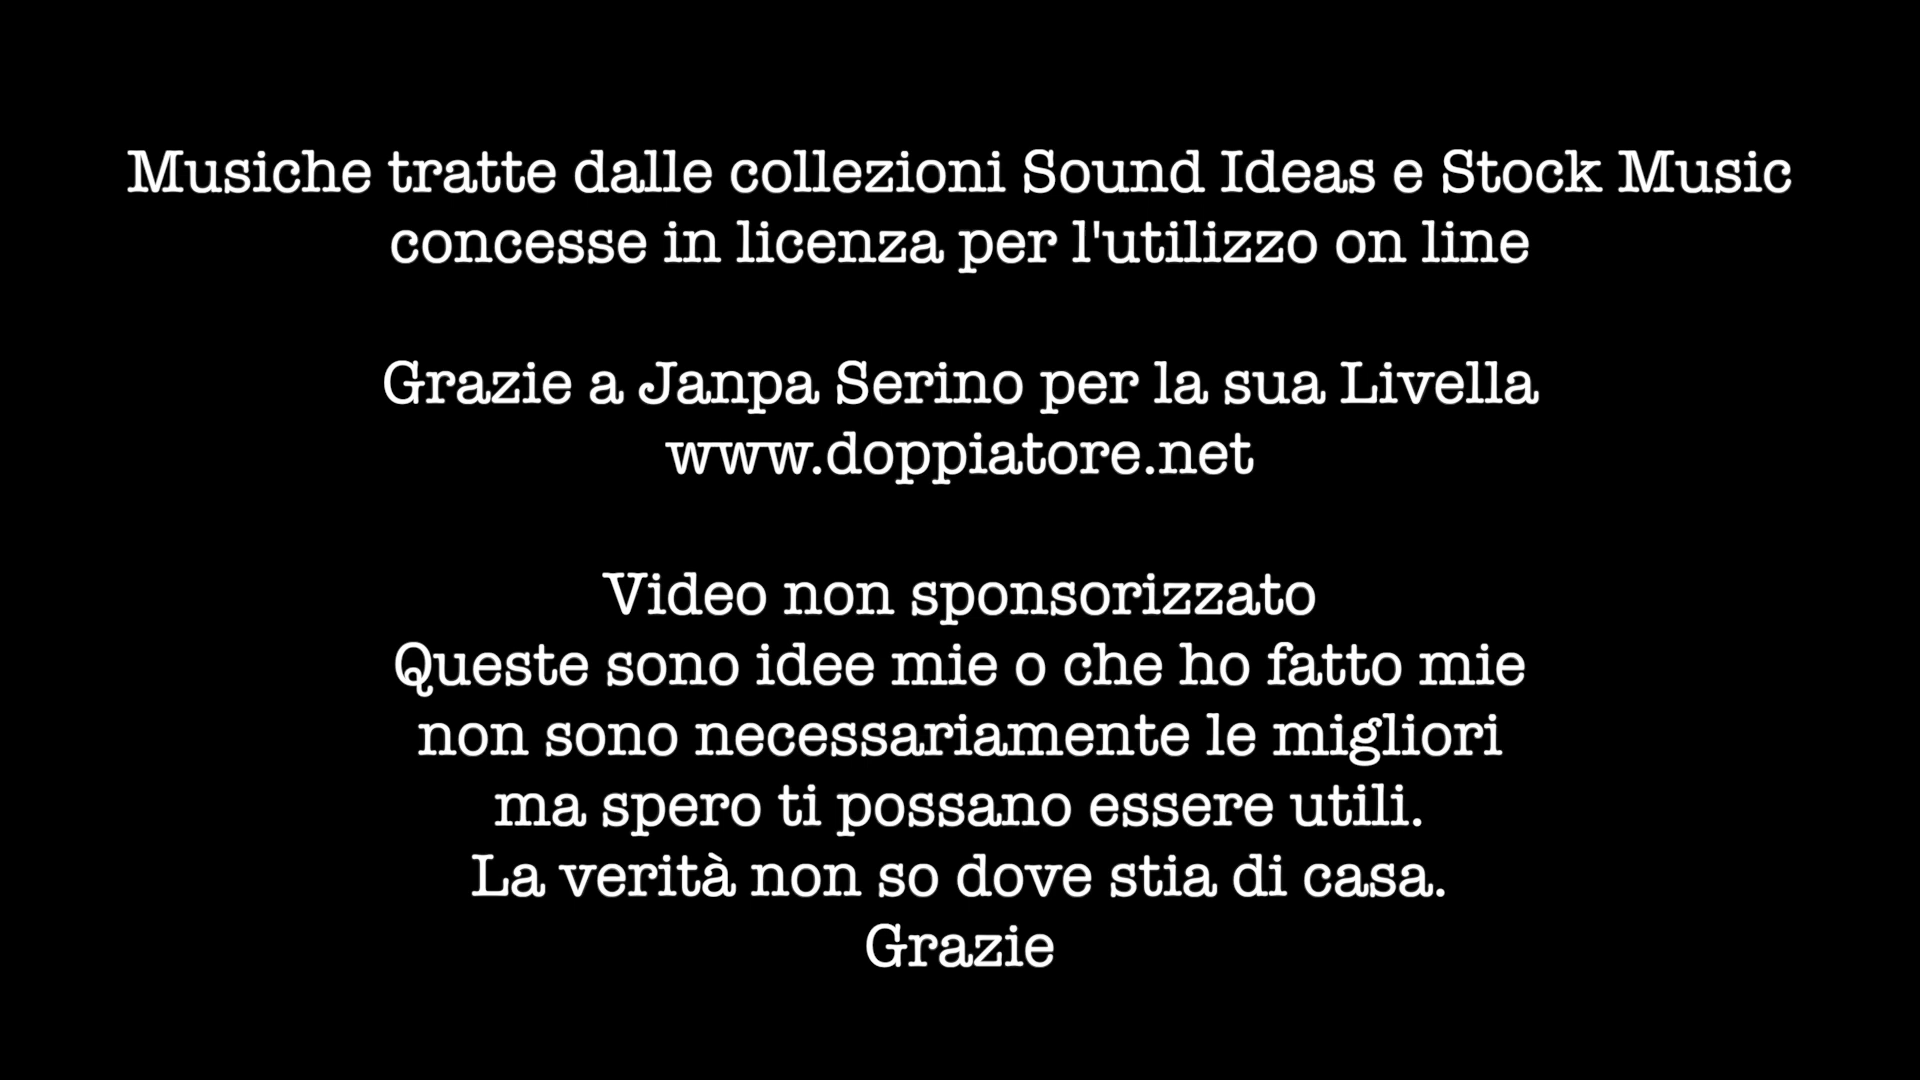 Musiche tratte dalle collezioni Sound Ideas e Stock Music
concesse in licenza per l'utilizzo on line
Grazie a Janpa Serino per la sua Livella
www.doppiatore.net
Video non sponsorizzato
Queste sono idee mie o che ho fatto mie
non sono necessariamente le migliori
ma spero ti possano essere utili.
La verità non so dove stia di casa.
Grazie